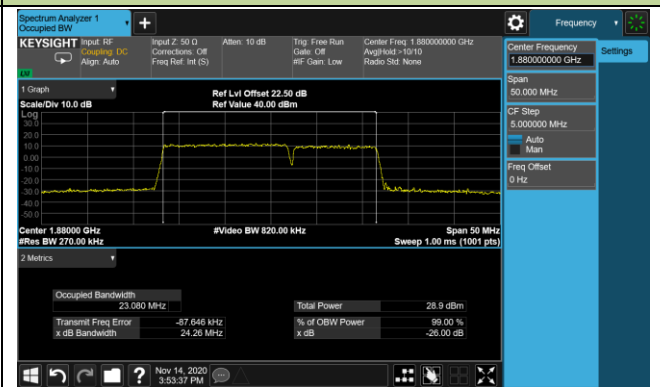 Spectrum Analyzer 1
Occupied BW
+
Frequency
KEYSIGHT
Input: RF
Coupling: DC
Align: Auto
Input Z: 50 Ω
Corrections: Off
Freq Ref: Int (S)
Atten: 10 dB
Trig: Free Run
Gate: Off
#IF Gain: Low
Center Freq: 1.880000000 GHz
Avg|Hold:>10/10
Radio Std: None
Center Frequency
1.880000000 GHz
Settings
Span
50.000 MHz
CF Step
5.000000 MHz
Auto
Man
Freq Offset
0 Hz
1 Graph
Scale/Div 10.0 dB
Ref Lvl Offset 22.50 dB
Ref Value 40.00 dBm
Log
30.0
20.0
10.0
0.00
-10.0
-20.0
-30.0
-40.0
-50.0
Center 1.88000 GHz
#Res BW 270.00 kHz
#Video BW 820.00 kHz
Span 50 MHz
Sweep 1.00 ms (1001 pts)
2 Metrics
Occupied Bandwidth
23.080 MHz
Total Power 28.9 dBm
Transmit Freq Error -87.646 kHz
% of OBW Power 99.00 %
x dB Bandwidth 24.26 MHz
x dB -26.00 dB
?
Nov 14, 2020
3:53:37 PM